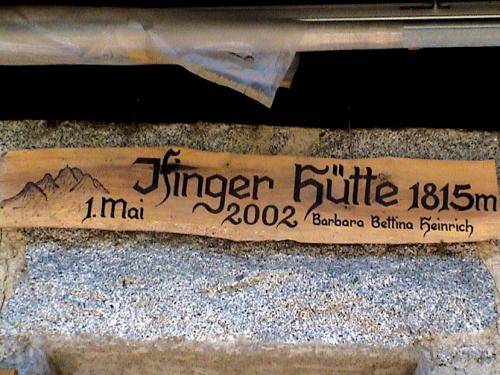 Ifinger Hütte 1815m
1.Mai 2002 Barbara Bettina Heinrich